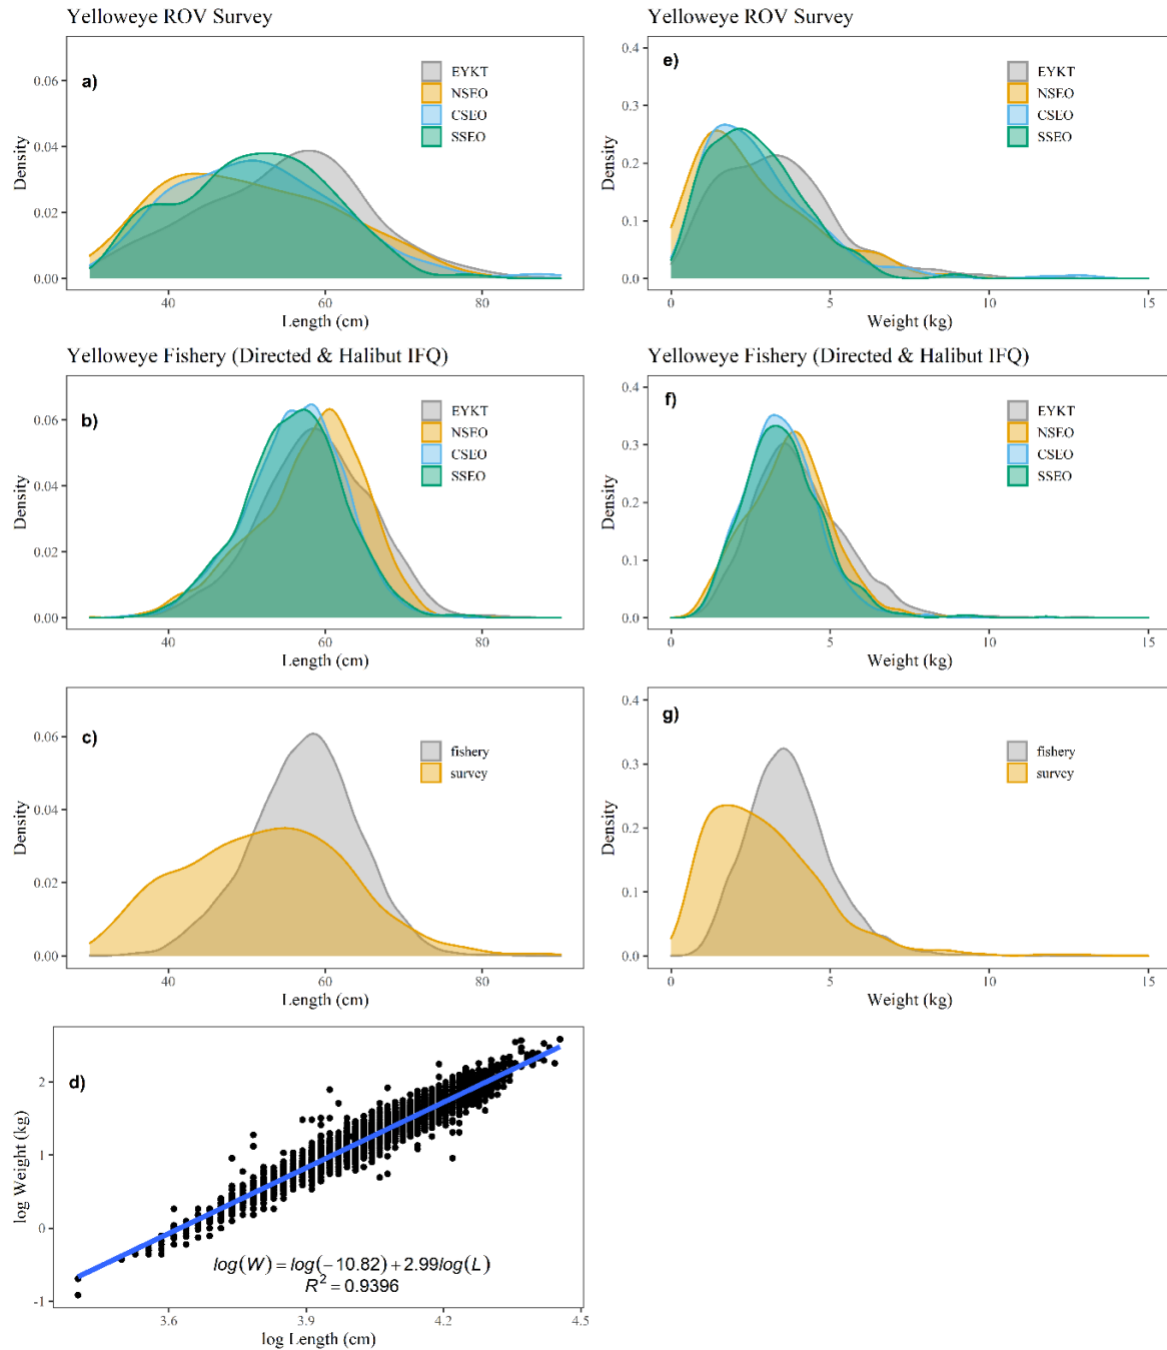 Yelloweye ROV Survey
a)
EYKT
NSEO
CSEO
SSEO
0.06
0.04
0.02
0.00
Density
40
60
80
Length (cm)
Yelloweye ROV Survey
e)
EYKT
NSEO
CSEO
SSEO
0.4
0.3
0.2
0.1
0.0
Density
0
5
10
15
Weight (kg)
Yelloweye Fishery (Directed & Halibut IFQ)
b)
EYKT
NSEO
CSEO
SSEO
0.06
0.04
0.02
0.00
Density
40
60
80
Length (cm)
Yelloweye Fishery (Directed & Halibut IFQ)
f)
EYKT
NSEO
CSEO
SSEO
0.4
0.3
0.2
0.1
0.0
Density
0
5
10
15
Weight (kg)
c)
fishery
survey
0.06
0.04
0.02
0.00
Density
40
60
80
Length (cm)
g)
fishery
survey
0.4
0.3
0.2
0.1
0.0
Density
0
5
10
15
Weight (kg)
d)
2
1
0
-1
log Weight (kg)
log(W) = log(−10.82) + 2.99log(L)
R² = 0.9396
3.6
3.9
4.2
4.5
log Length (cm)